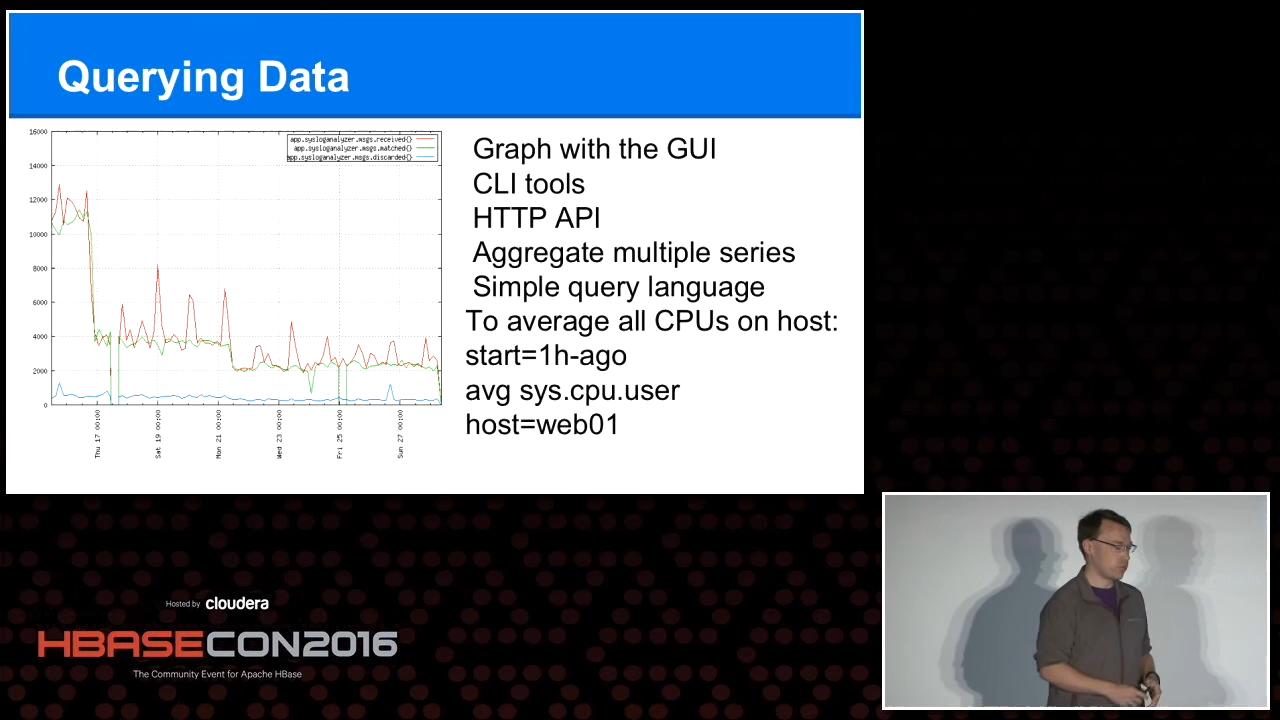 Querying Data
16000
14000
12000
10000
8000
6000
4000
2000
0
app.sysloganalyzer.msgs.received{}
app.sysloganalyzer.msgs.matched{}
app.sysloganalyzer.msgs.discarded{}
Thu 17 00:00
Sat 19 00:00
Mon 21 00:00
Wed 23 00:00
Fri 25 00:00
Sun 27 00:00
Graph with the GUI
CLI tools
HTTP API
Aggregate multiple series
Simple query language
To average all CPUs on host:
start=1h-ago
avg sys.cpu.user
host=web01
Hosted by cloudera
HBASECON2016
The Community Event for Apache HBase